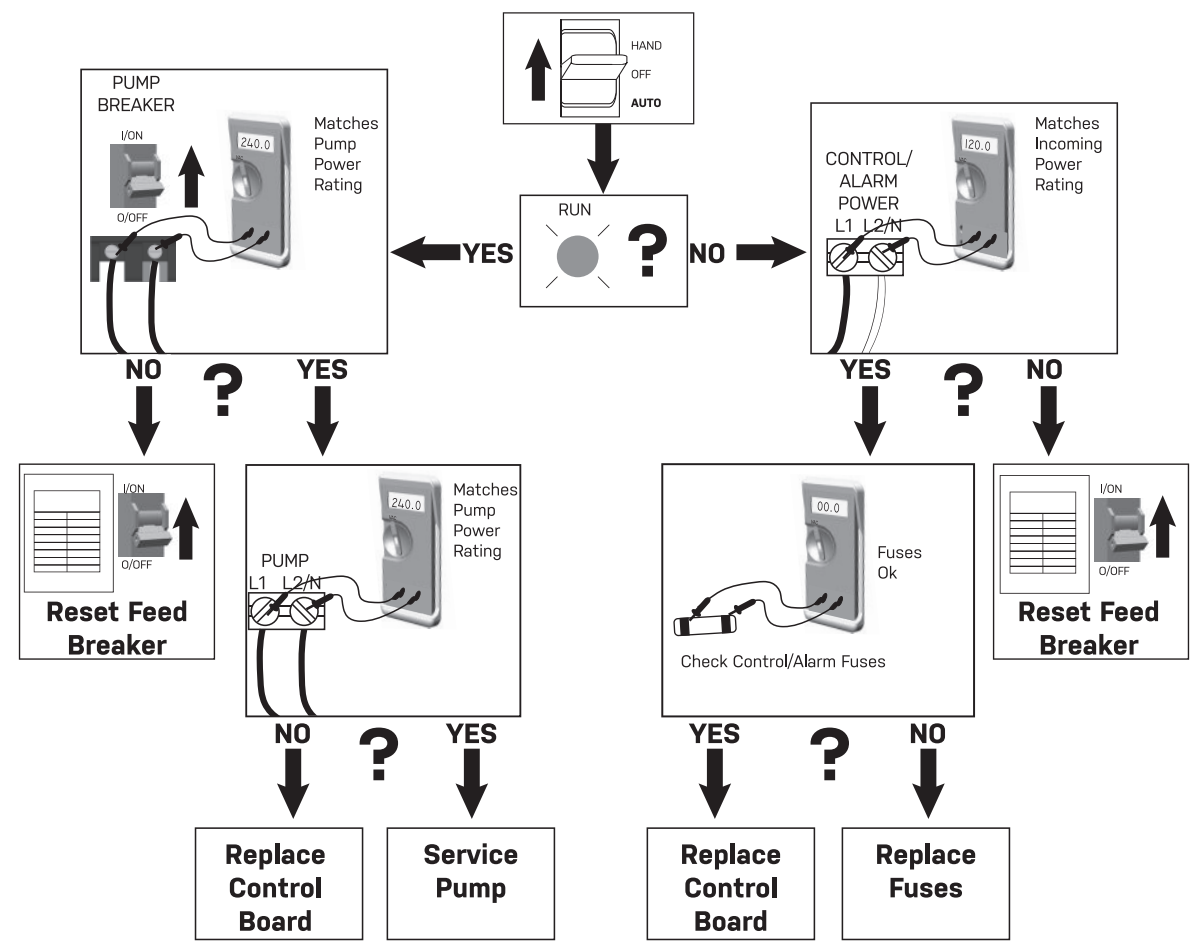 HAND
OFF
AUTO
PUMP
BREAKER
I/ON
O/OFF
240.0
Matches
Pump
Power
Rating
RUN
?
YES
NO
CONTROL/
ALARM
POWER
L1 L2/N
120.0
Matches
Incoming
Power
Rating
NO
?
YES
YES
?
NO
I/ON
O/OFF
Reset Feed
Breaker
PUMP
L1 L2/N
240.0
Matches
Pump
Power
Rating
00.0
Fuses
Ok
Check Control/Alarm Fuses
I/ON
O/OFF
Reset Feed
Breaker
NO
?
YES
YES
?
NO
Replace
Control
Board
Service
Pump
Replace
Control
Board
Replace
Fuses